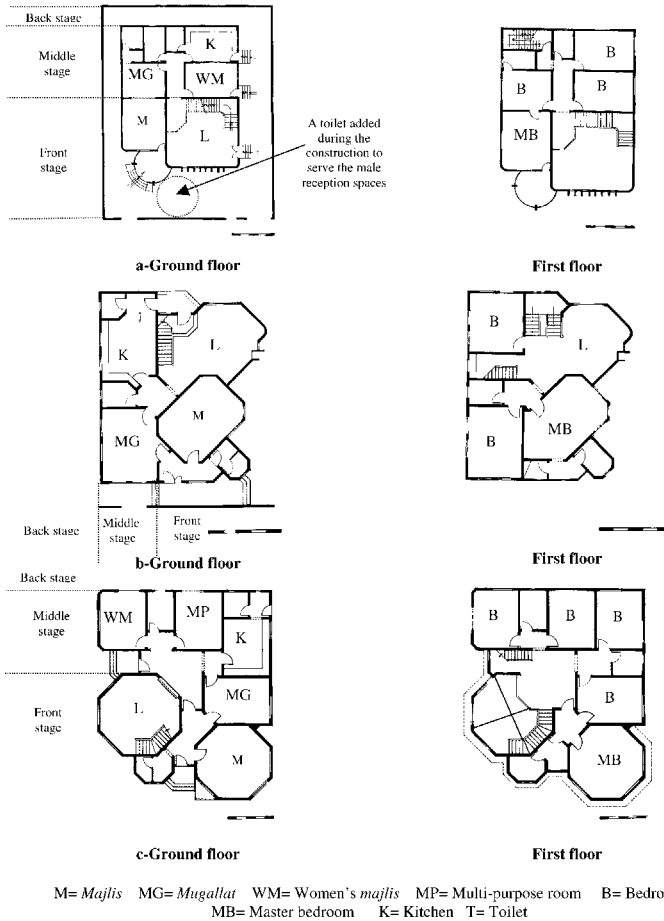 Back stage
Middle
stage
Front
stage
K
MG
WM
M
L
A toilet added
during the
construction to
serve the male
reception spaces
B
B
B
MB
a-Ground floor
First floor
K
L
M
MG
B
L
MB
B
Back stage
Middle
stage
Front
stage
b-Ground floor
First floor
Back stage
Middle
stage
Front
stage
WM
MP
K
MG
L
M
B
B
B
B
MB
c-Ground floor
First floor
M= Majlis MG= Mugallat WM= Women's majlis MP= Multi-purpose room B= Bedro
MB= Master bedroom K= Kitchen T= Toilet